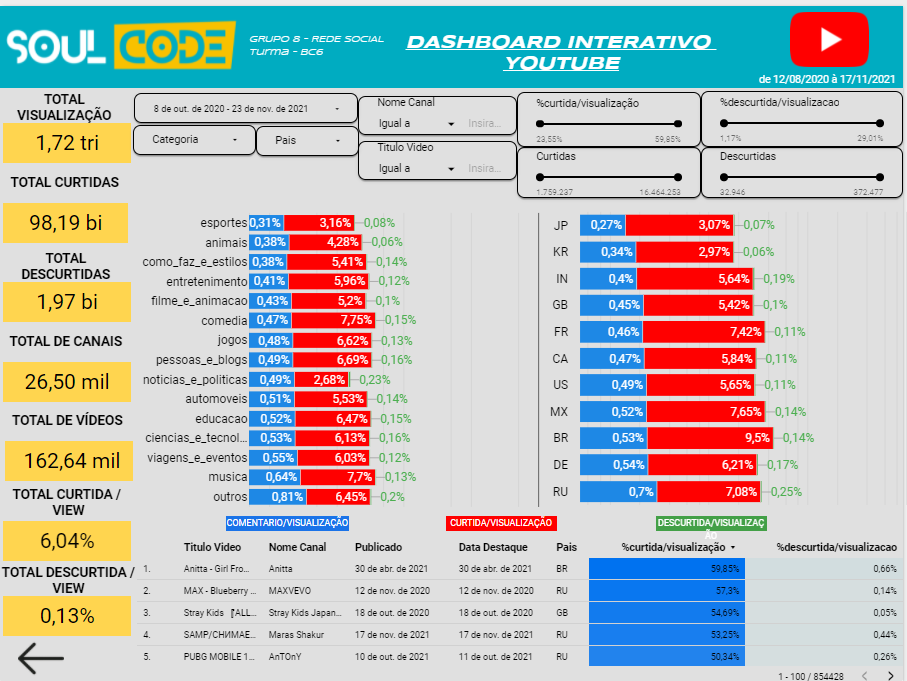 SOUL CODE
GRUPO 8 - REDE SOCIAL
Turma - BC6
DASHBOARD INTERATIVO
YOUTUBE
de 12/08/2020 à 17/11/2021
TOTAL
VISUALIZAÇÃO
1,72 tri
TOTAL CURTIDAS
98,19 bi
TOTAL
DESCURTIDAS
1,97 bi
TOTAL DE CANAIS
26,50 mil
TOTAL DE VÍDEOS
162,64 mil
TOTAL CURTIDA /
VIEW
6,04%
TOTAL DESCURTIDA /
VIEW
0,13%
8 de out. de 2020 - 23 de nov. de 2021
Categoria
Pais
Nome Canal
Igual a Insira...
Titulo Video
Igual a Insira...
%curtida/visualização
23,55% 59,85%
%descurtida/visualizacao
1,17% 29,01%
Curtidas
1.759.237 16.464.253
Descurtidas
32.946 372.477
esportes 0,31% 3,16% 0,08%
animais 0,38% 4,28% 0,06%
como_faz_e_estilos 0,38% 5,41% 0,14%
entretenimento 0,41% 5,96% 0,12%
filme_e_animacao 0,43% 5,2% 0,1%
comedia 0,47% 7,75% 0,15%
jogos 0,48% 6,62% 0,13%
pessoas_e_blogs 0,49% 6,69% 0,16%
noticias_e_politicas 0,49% 2,68% 0,23%
automoveis 0,51% 5,53% 0,14%
educacao 0,52% 6,47% 0,15%
ciencias_e_tecnol... 0,53% 6,13% 0,16%
viagens_e_eventos 0,55% 6,03% 0,12%
musica 0,64% 7,7% 0,13%
outros 0,81% 6,45% 0,2%
JP 0,27% 3,07% 0,07%
KR 0,34% 2,97% 0,06%
IN 0,4% 5,64% 0,19%
GB 0,45% 5,42% 0,1%
FR 0,46% 7,42% 0,11%
CA 0,47% 5,84% 0,11%
US 0,49% 5,65% 0,11%
MX 0,52% 7,65% 0,14%
BR 0,53% 9,5% 0,14%
DE 0,54% 6,21% 0,17%
RU 0,7% 7,08% 0,25%
COMENTARIO/VISUALIZAÇÃO
CURTIDA/VISUALIZAÇÃO
DESCURTIDA/VISUALIZAÇ
ÃO
Titulo Video Nome Canal Publicado Data Destaque Pais %curtida/visualização %descurtida/visualizacao
1. Anitta - Girl Fro... Anitta 30 de abr. de 2021 30 de abr. de 2021 BR 59,85% 0,66%
2. MAX - Blueberry ... MAXVEVO 12 de nov. de 2020 12 de nov. de 2020 RU 57,3% 0,14%
3. Stray Kids 『ALL... Stray Kids Japan... 18 de out. de 2020 18 de out. de 2020 GB 54,69% 0,05%
4. SAMP/СНИМАЕ... Maras Shakur 17 de nov. de 2021 17 de nov. de 2021 RU 53,25% 0,44%
5. PUBG MOBILE 1... AnTOnY 10 de out. de 2021 11 de out. de 2021 RU 50,34% 0,26%
1 - 100 / 854428